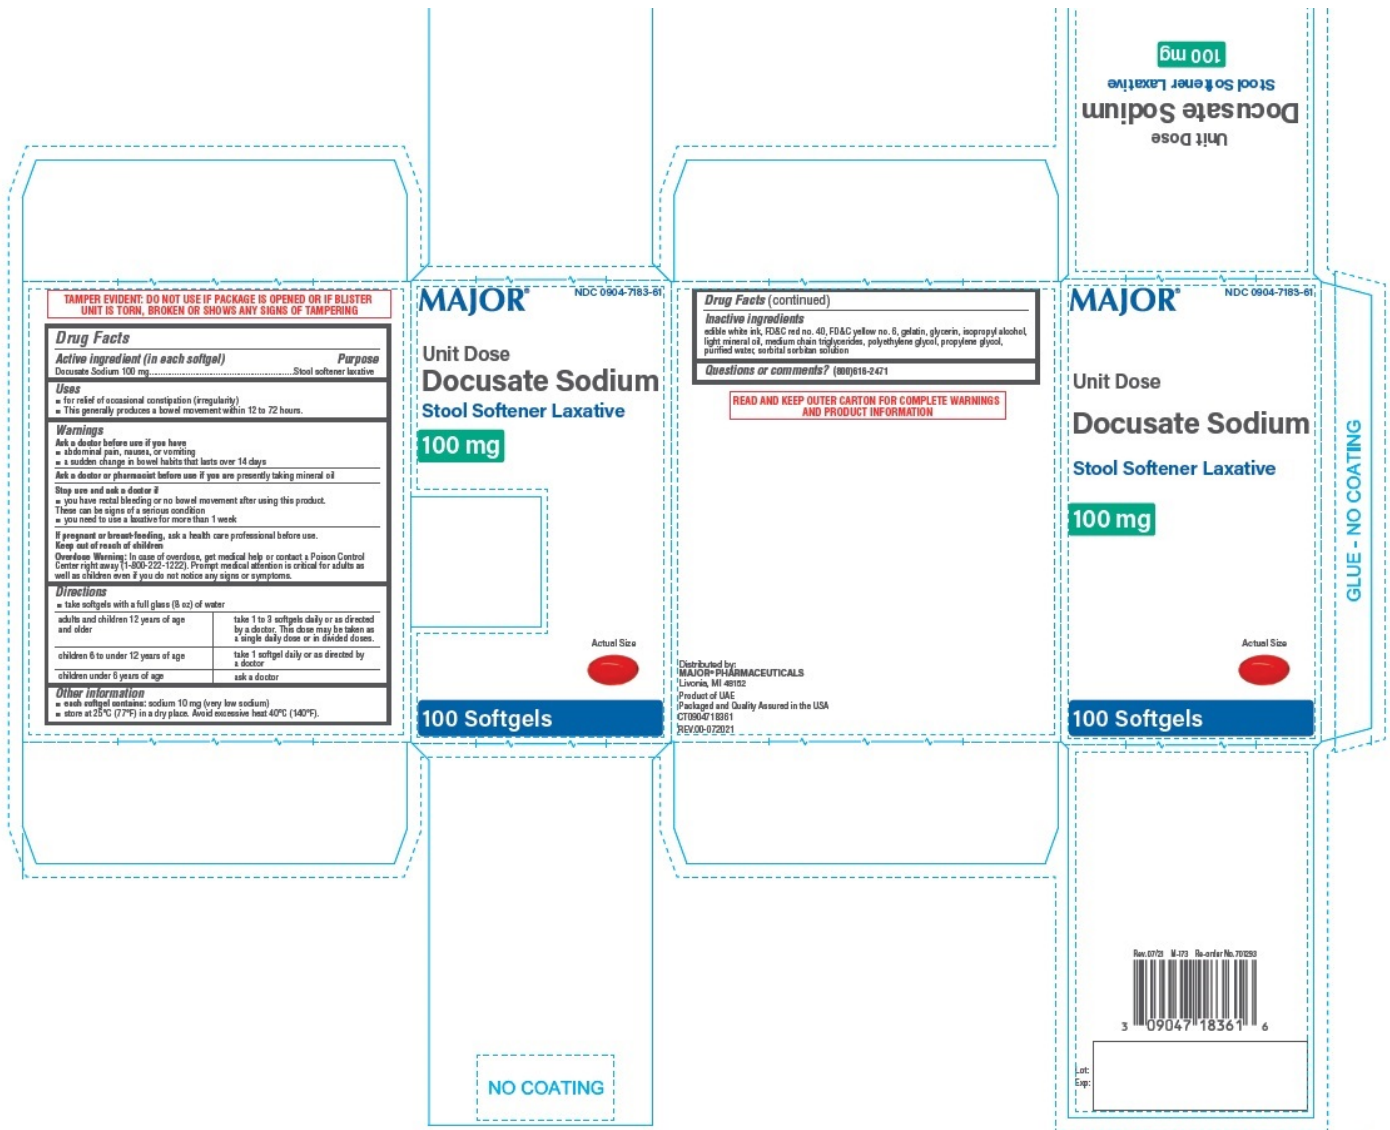 100 mg
Stool Softener Laxative
Docusate Sodium
Unit Dose
TAMPER EVIDENT: DO NOT USE IF PACKAGE IS OPENED OR IF BLISTER
UNIT IS TORN, BROKEN OR SHOWS ANY SIGNS OF TAMPERING
Drug Facts
Active ingredient (in each softgel) Purpose
Docusate Sodium 100 mg....................................................Stool softener laxative
Uses
■ for relief of occasional constipation (irregularity)
■ This generally produces a bowel movement within 12 to 72 hours.
Warnings
Ask a doctor before use if you have
■ abdominal pain, nausea, or vomiting
■ a sudden change in bowel habits that lasts over 14 days
Ask a doctor or pharmacist before use if you are presently taking mineral oil
Stop use and ask a doctor if
■ you have rectal bleeding or no bowel movement after using this product.
These can be signs of a serious condition
■ you need to use a laxative for more than 1 week
If pregnant or breast-feeding, ask a health care professional before use.
Keep out of reach of children
Overdose Warning: In case of overdose, get medical help or contact a Poison Control
Center right away (1-800-222-1222). Prompt medical attention is critical for adults as
well as children even if you do not notice any signs or symptoms.
Directions
■ take softgels with a full glass (8 oz) of water
adults and children 12 years of age
and older
take 1 to 3 softgels daily or as directed
by a doctor. This dose may be taken as
a single daily dose or in divided doses.
children 6 to under 12 years of age
take 1 softgel daily or as directed by
a doctor
children under 6 years of age
ask a doctor
Other information
■ each softgel contains: sodium 10 mg (very low sodium)
■ store at 25°C (77°F) in a dry place. Avoid excessive heat 40°C (140°F).
MAJOR®
NDC 0904-7183-61
Unit Dose
Docusate Sodium
Stool Softener Laxative
100 mg
Actual Size
100 Softgels
NO COATING
Drug Facts (continued)
Inactive ingredients
edible white ink, FD&C red no. 40, FD&C yellow no. 6, gelatin, glycerin, isopropyl alcohol,
light mineral oil, medium chain triglycerides, polyethylene glycol, propylene glycol,
purified water, sorbital sorbitan solution
Questions or comments? (800)616-2471
READ AND KEEP OUTER CARTON FOR COMPLETE WARNINGS
AND PRODUCT INFORMATION
Distributed by:
MAJOR® PHARMACEUTICALS
Livonia, MI 48152
Product of UAE
Packaged and Quality Assured in the USA
CT0904718361
REV.00-072021
MAJOR®
NDC 0904-7183-61
Unit Dose
Docusate Sodium
Stool Softener Laxative
100 mg
Actual Size
100 Softgels
GLUE - NO COATING
Rev. 07/21 M-173 Re-order No. 701293
3 09047 18361 6
Lot:
Exp: